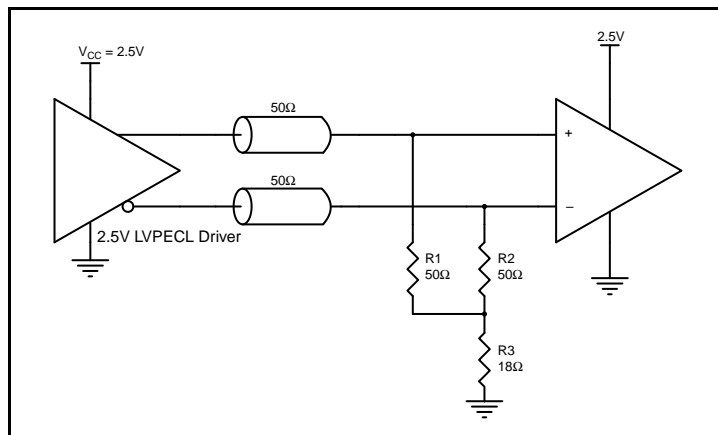 V_CC = 2.5V
2.5V
50Ω
+
50Ω
–
2.5V LVPECL Driver
R1
50Ω
R2
50Ω
R3
18Ω